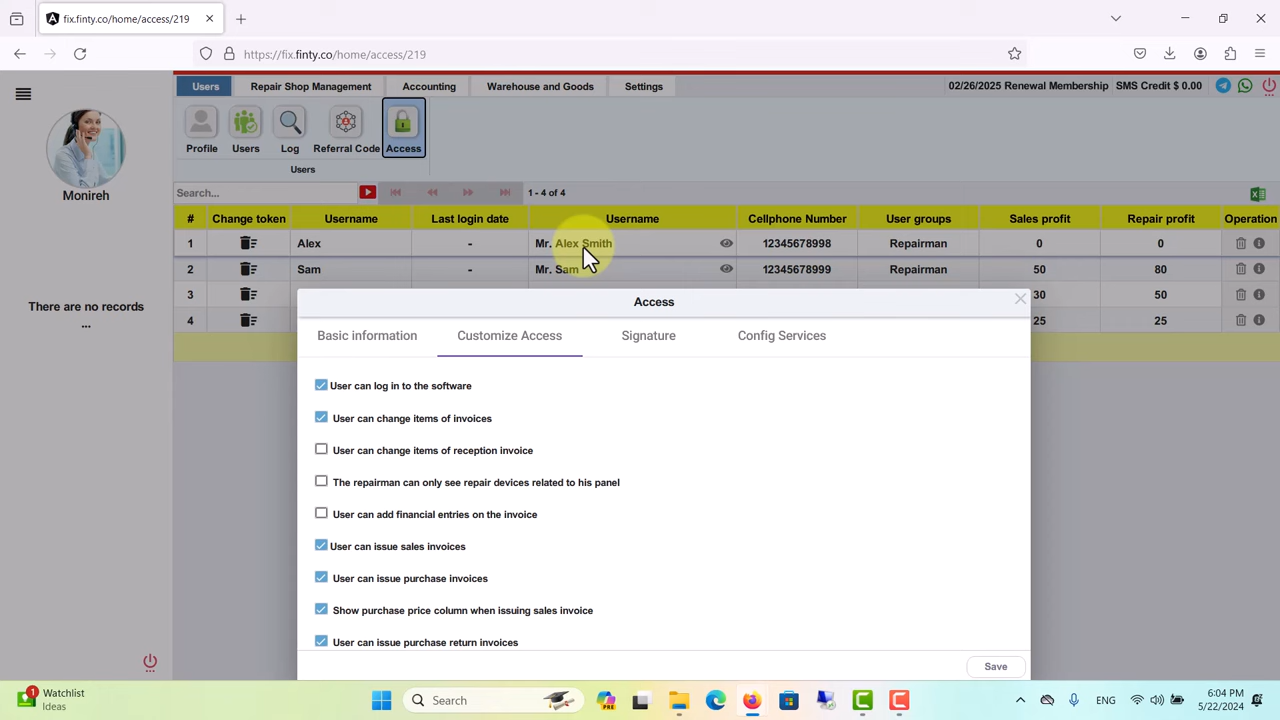 fix.finty.co/home/access/219
https://fix.finty.co/home/access/219
Users
Repair Shop Management
Accounting
Warehouse and Goods
Settings
02/26/2025 Renewal Membership
SMS Credit $ 0.00
Profile
Users
Log
Referral Code
Access
Users
Monireh
There are no records
...
Search...
1 - 4 of 4
# Change token Username Last login date Username Cellphone Number User groups Sales profit Repair profit Operation
1 Alex - Mr. Alex Smith 12345678998 Repairman 0 0
2 Sam - Mr. Sam 12345678999 Repairman 50 80
3 30 50
4 25 25
Access
Basic information
Customize Access
Signature
Config Services
User can log in to the software
User can change items of invoices
User can change items of reception invoice
The repairman can only see repair devices related to his panel
User can add financial entries on the invoice
User can issue sales invoices
User can issue purchase invoices
Show purchase price column when issuing sales invoice
User can issue purchase return invoices
Save
1
Watchlist
Ideas
Search
PRE
ENG
6:04 PM
5/22/2024